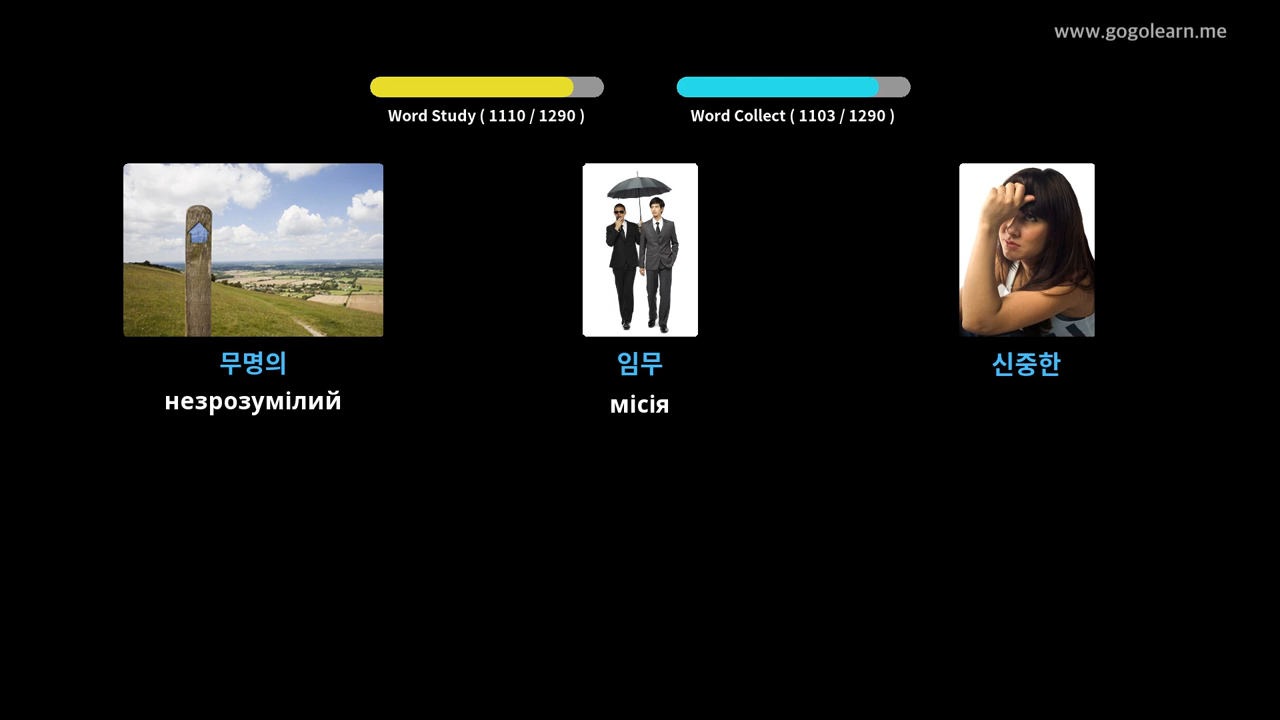 www.gogolearn.me
Word Study ( 1110 / 1290 )
Word Collect ( 1103 / 1290 )
무명의
임무
신중한
незрозумілий
місія